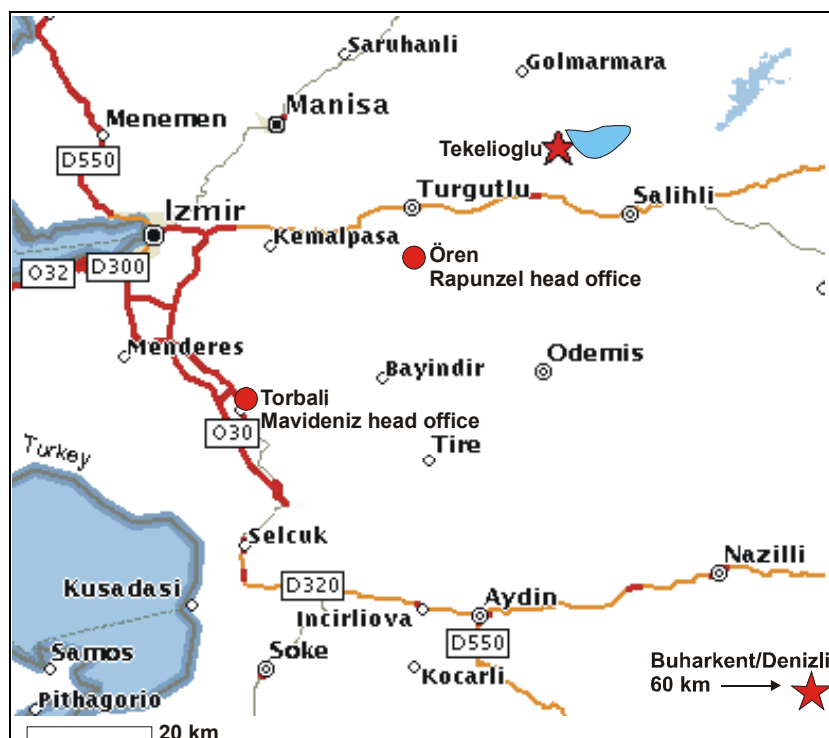 Saruhanli
Golmarmara
Manisa
Menemen
Tekelioglu
D550
Turgutlu
Salihli
Izmir
Kemalpasa
Ören
Rapunzel head office
D300
O32
Menderes
Odemis
Bayindir
Torbali
Mavideniz head office
O30
Tire
Turkey
Selcuk
Nazilli
Kusadasi
D320
Aydin
Incirliova
D550
Samos
Soke
Kocarli
Buharkent/Denizli
60 km
Pithagorio
20 km